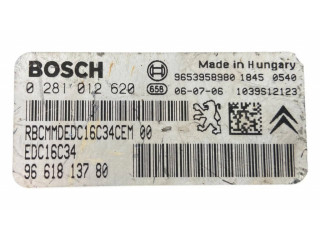 BOSCH
Made in Hungary
9653958980 1845 0540
0 281 012 620
658
06-07-06 1039S12123
RBCMMDEDC16C34CEM 00
EDC16C34
96 618 137 80